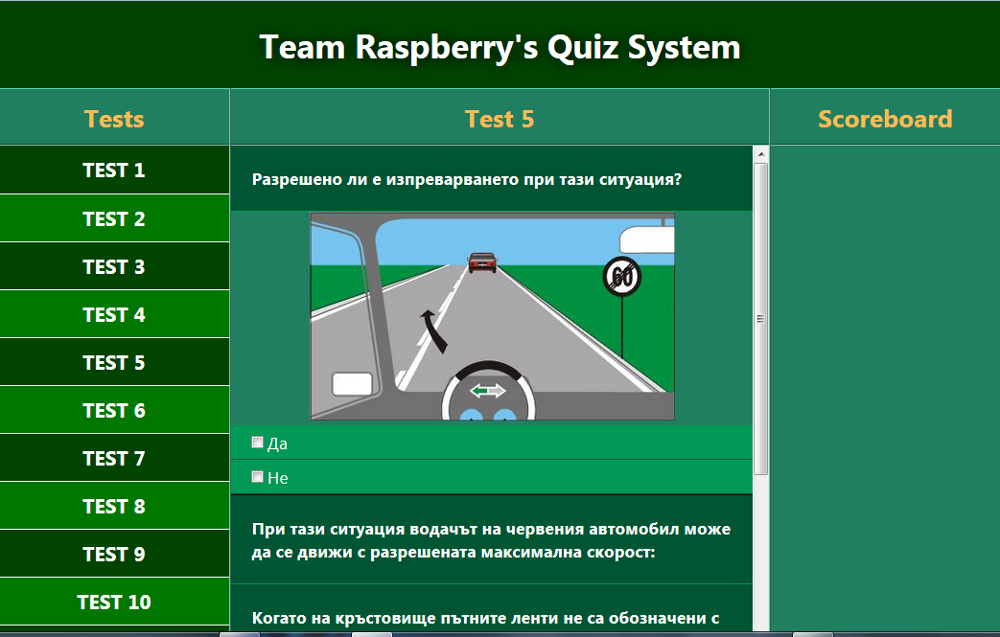 Team Raspberry's Quiz System
Tests
Test 5
Scoreboard
TEST 1
TEST 2
TEST 3
TEST 4
TEST 5
TEST 6
TEST 7
TEST 8
TEST 9
TEST 10
Разрешено ли е изпреварването при тази ситуация?
60
Да
Не
При тази ситуация водачът на червения автомобил може
да се движи с разрешената максимална скорост:
Когато на кръстовище пътните ленти не са обозначени с